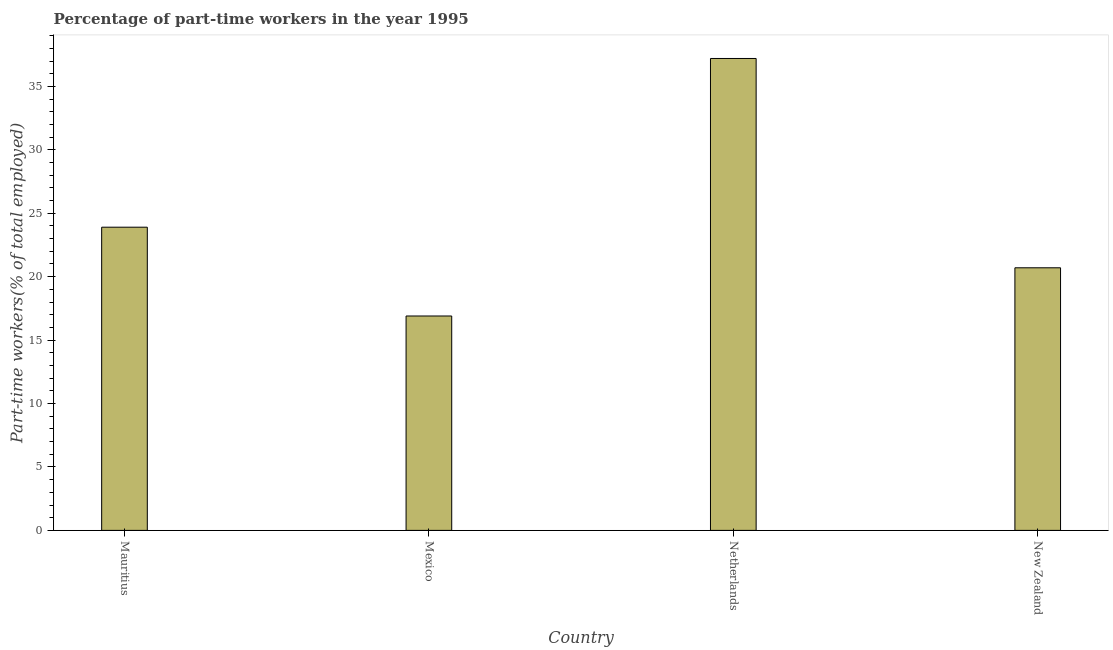 Percentage of part-time workers in the year 1995
Part-time workers(% of total employed)
35
30
25
20
15
10
5
0
Mauritius
Mexico
Netherlands
New Zealand
Country